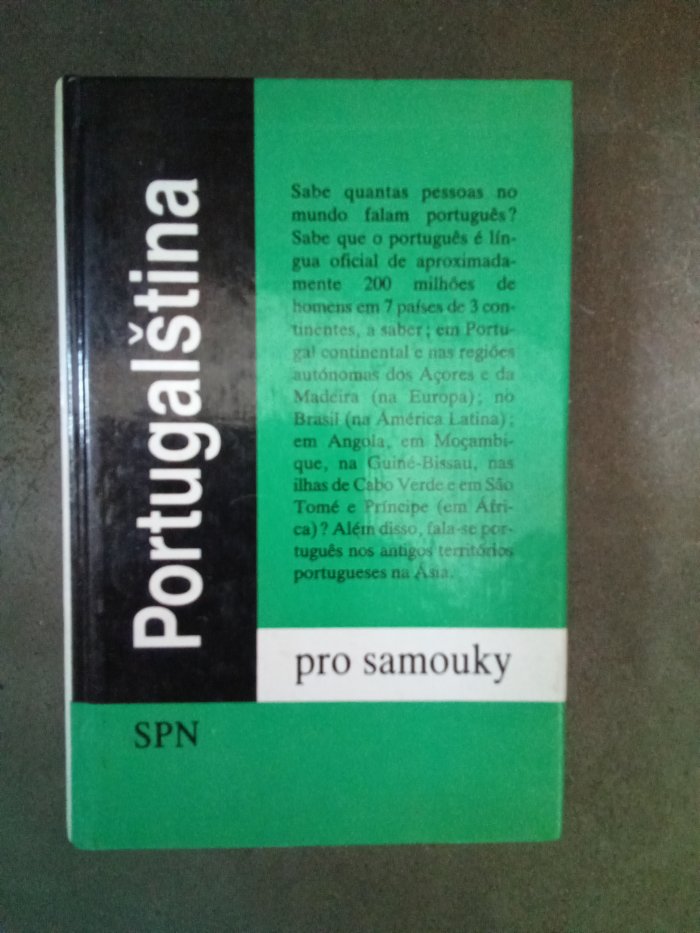 Portugalština
Sabe quantas pessoas no
mundo falam português?
Sabe que o português é lín-
gua oficial de aproximada-
mente 200 milhões de
homens em 7 países de 3 con-
tinentes, a saber; em Portu-
gal continental e nas regiões
autónomas dos Açores e da
Madeira (na Europa); no
Brasil (na América Latina);
em Angola, em Moçambi-
que, na Guiné-Bissau, nas
ilhas de Cabo Verde e em São
Tomé e Príncipe (em Áfri-
ca)? Além disso, fala-se por-
tuguês nos antigos territórios
portugueses na Ásia.
pro samouky
SPN